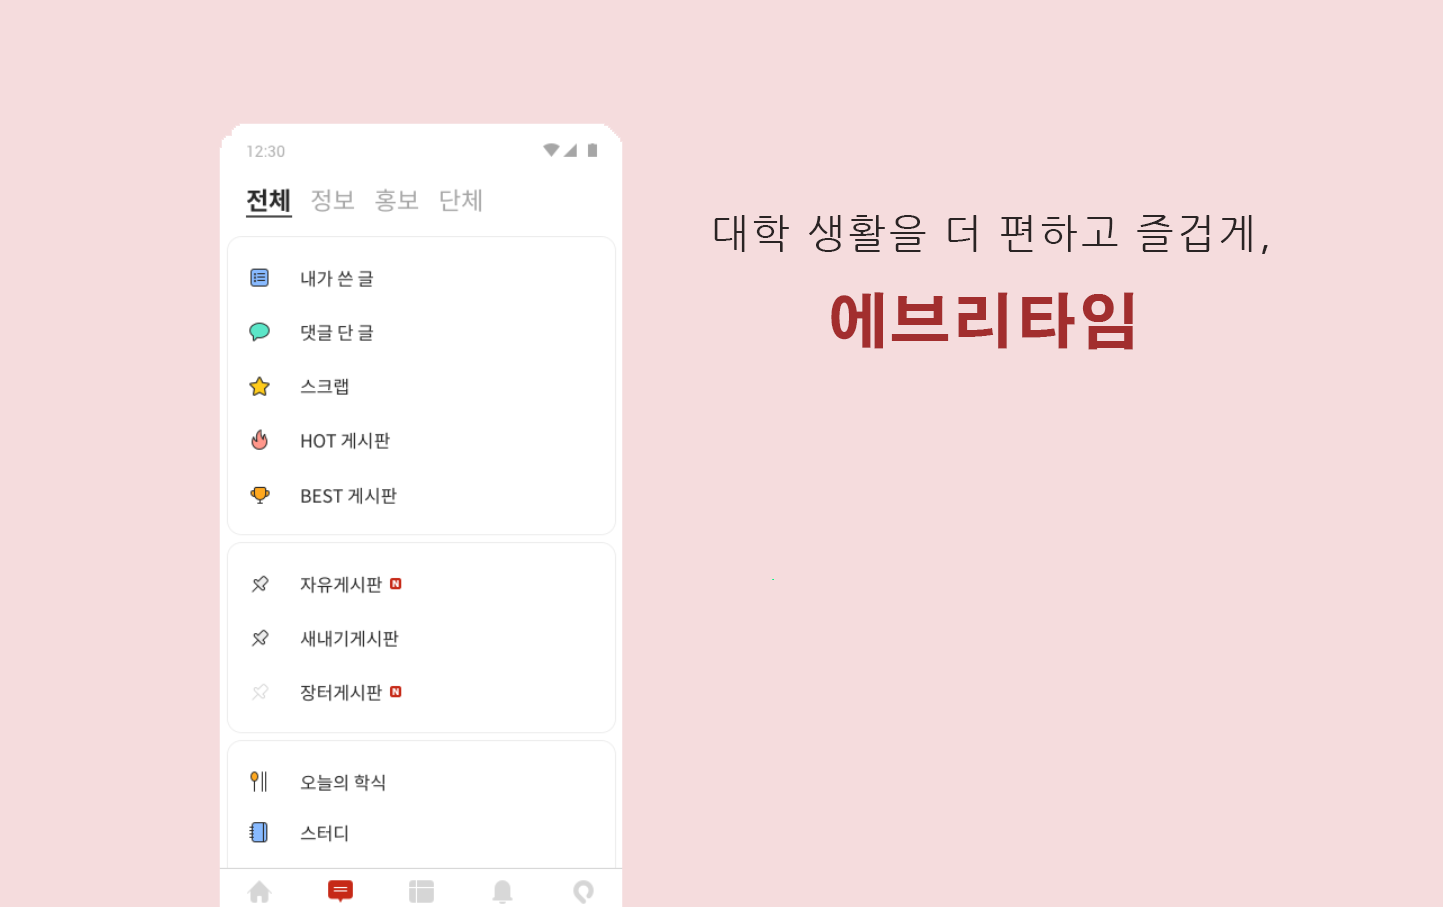 12:30
전체 정보 홍보 단체
내가 쓴 글
댓글 단 글
스크랩
HOT 게시판
BEST 게시판
자유게시판 N
새내기게시판
장터게시판 N
오늘의 학식
스터디
대학 생활을 더 편하고 즐겁게,
에브리타임